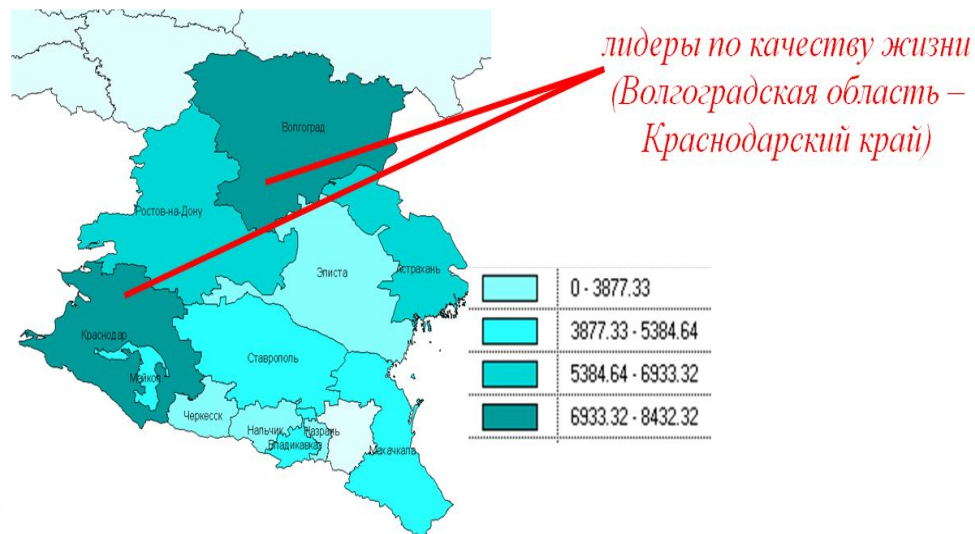 лидеры по качеству жизни
(Волгоградская область –
Краснодарский край)
Волгоград
Ростов-на-Дону
Элиста
Астрахань
Краснодар
Майкоп
Ставрополь
Черкесск
Нальчик
Назрань
Владикавказ
Махачкала
0 - 3877.33
3877.33 - 5384.64
5384.64 - 6933.32
6933.32 - 8432.32